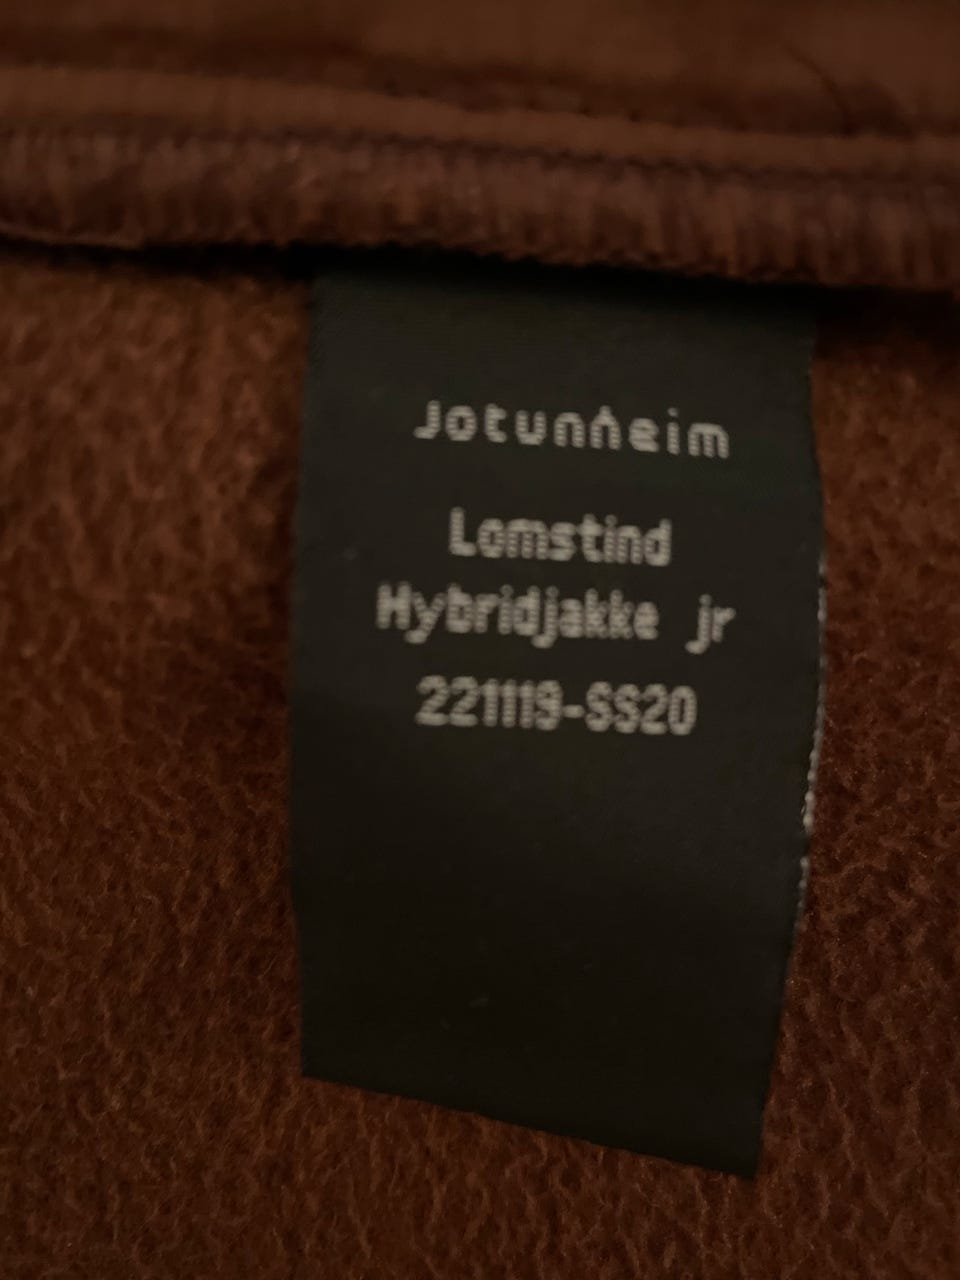 Jotunheim
Lomstind
Hybridjakke jr
221119-SS20